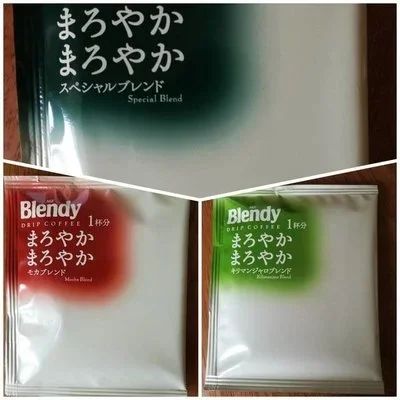 まろやか
まろやか
スペシャルブレンド
Special Blend
AGF
Blendy
DRIP COFFEE 1杯分
まろやか
まろやか
モカブレンド
Mocha Blend
AGF
Blendy
DRIP COFFEE 1杯分
まろやか
まろやか
キリマンジャロブレンド
Kilimanjaro Blend